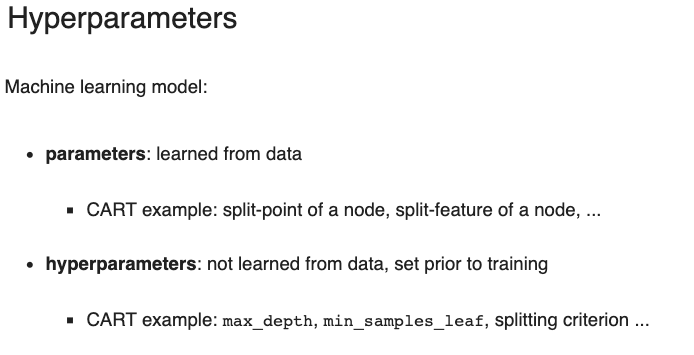 Hyperparameters
Machine learning model:
• parameters: learned from data
▪ CART example: split-point of a node, split-feature of a node, ...
• hyperparameters: not learned from data, set prior to training
▪ CART example: max_depth, min_samples_leaf, splitting criterion ...